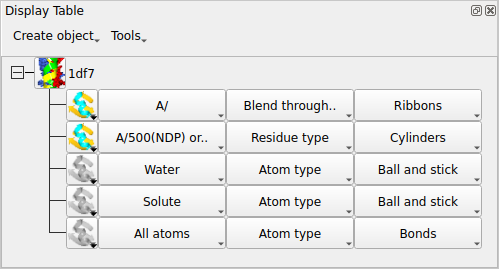 Display Table
Create object Tools
1df7
A/ Blend through.. Ribbons
A/500(NDP) or.. Residue type Cylinders
Water Atom type Ball and stick
Solute Atom type Ball and stick
All atoms Atom type Bonds